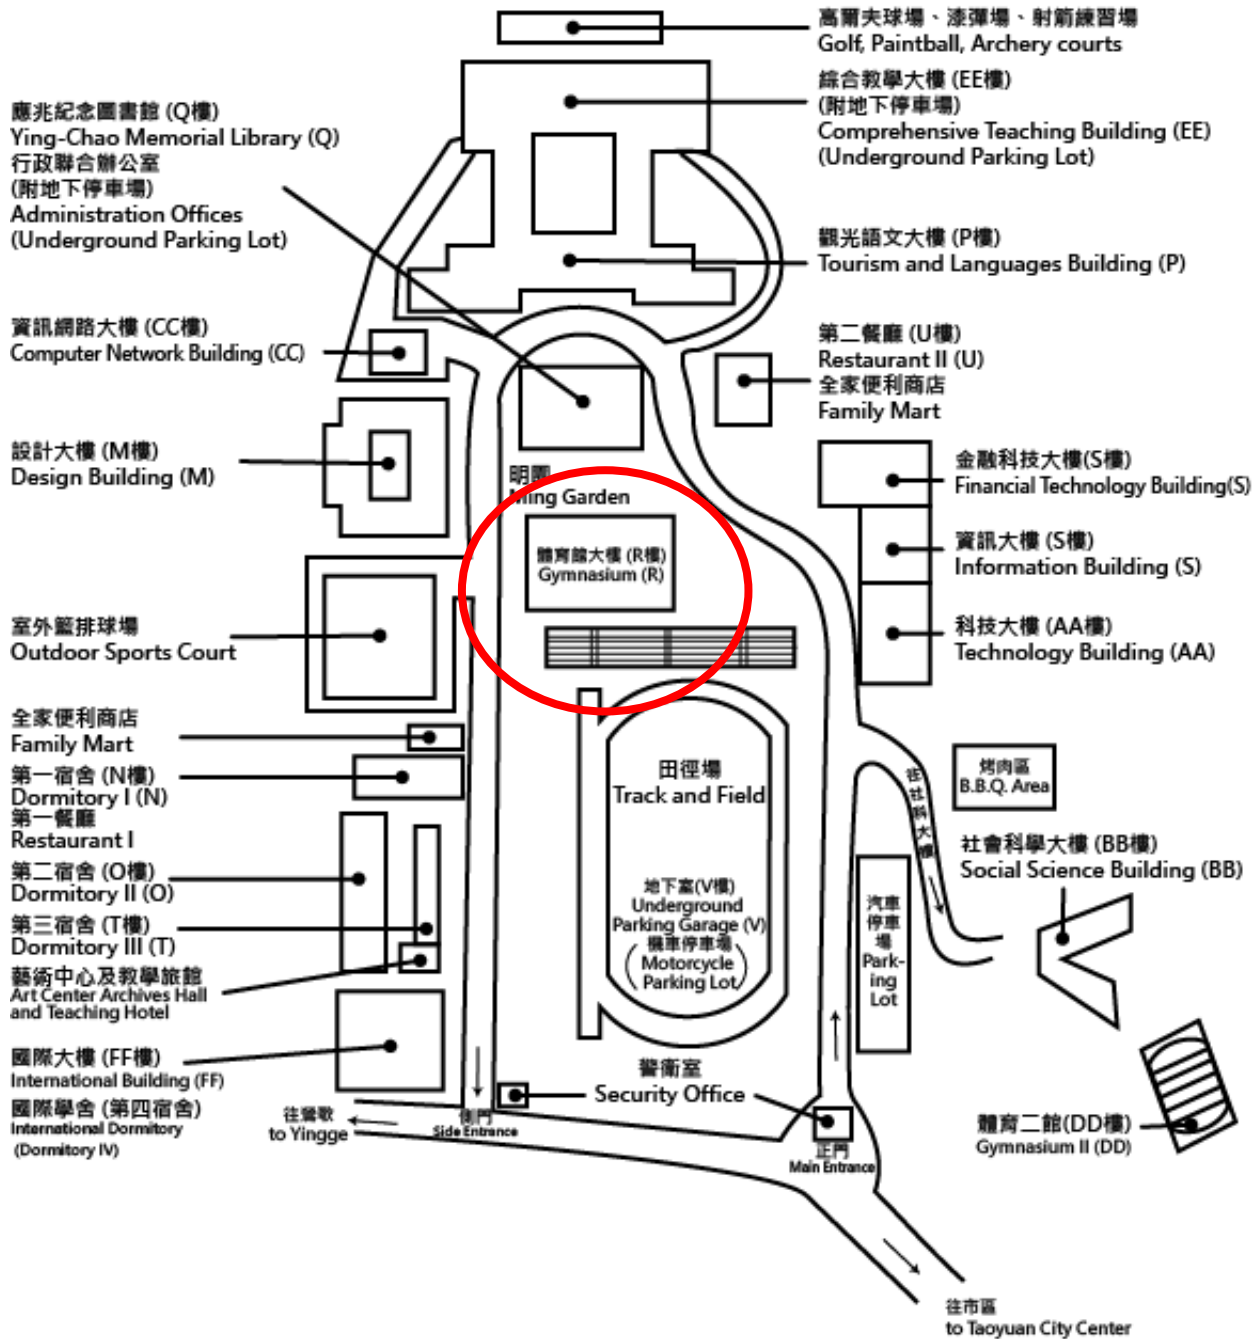 高爾夫球場、漆彈場、射箭練習場
Golf, Paintball, Archery courts
綜合教學大樓 (EE樓)
(附地下停車場)
Comprehensive Teaching Building (EE)
(Underground Parking Lot)
應兆紀念圖書館 (Q樓)
Ying-Chao Memorial Library (Q)
行政聯合辦公室
(附地下停車場)
Administration Offices
(Underground Parking Lot)
觀光語文大樓 (P樓)
Tourism and Languages Building (P)
資訊網路大樓 (CC樓)
Computer Network Building (CC)
第二餐廳 (U樓)
Restaurant II (U)
全家便利商店
Family Mart
設計大樓 (M樓)
Design Building (M)
明園
Ming Garden
金融科技大樓(S樓)
Financial Technology Building(S)
體育館大樓 (R樓)
Gymnasium (R)
資訊大樓 (S樓)
Information Building (S)
室外籃排球場
Outdoor Sports Court
科技大樓 (AA樓)
Technology Building (AA)
全家便利商店
Family Mart
第一宿舍 (N樓)
Dormitory I (N)
第一餐廳
Restaurant I
第二宿舍 (O樓)
Dormitory II (O)
第三宿舍 (T樓)
Dormitory III (T)
藝術中心及教學旅館
Art Center Archives Hall
and Teaching Hotel
國際大樓 (FF樓)
International Building (FF)
國際學舍 (第四宿舍)
International Dormitory
(Dormitory IV)
田徑場
Track and Field
地下室(V樓)
Underground
Parking Garage (V)
機車停車場
(Motorcycle
Parking Lot)
往社科大樓
烤肉區
B.B.Q. Area
社會科學大樓 (BB樓)
Social Science Building (BB)
汽車
停車
場
Park-
ing
Lot
警衛室
Security Office
往鶯歌
to Yingge
側門
Side Entrance
正門
Main Entrance
體育二館(DD樓)
Gymnasium II (DD)
往市區
to Taoyuan City Center